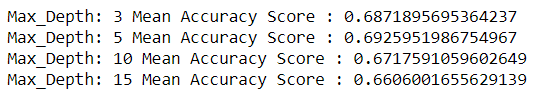 Max_Depth: 3 Mean Accuracy Score : 0.6871895695364237
Max_Depth: 5 Mean Accuracy Score : 0.6925951986754967
Max_Depth: 10 Mean Accuracy Score : 0.6717591059602649
Max_Depth: 15 Mean Accuracy Score : 0.6606001655629139